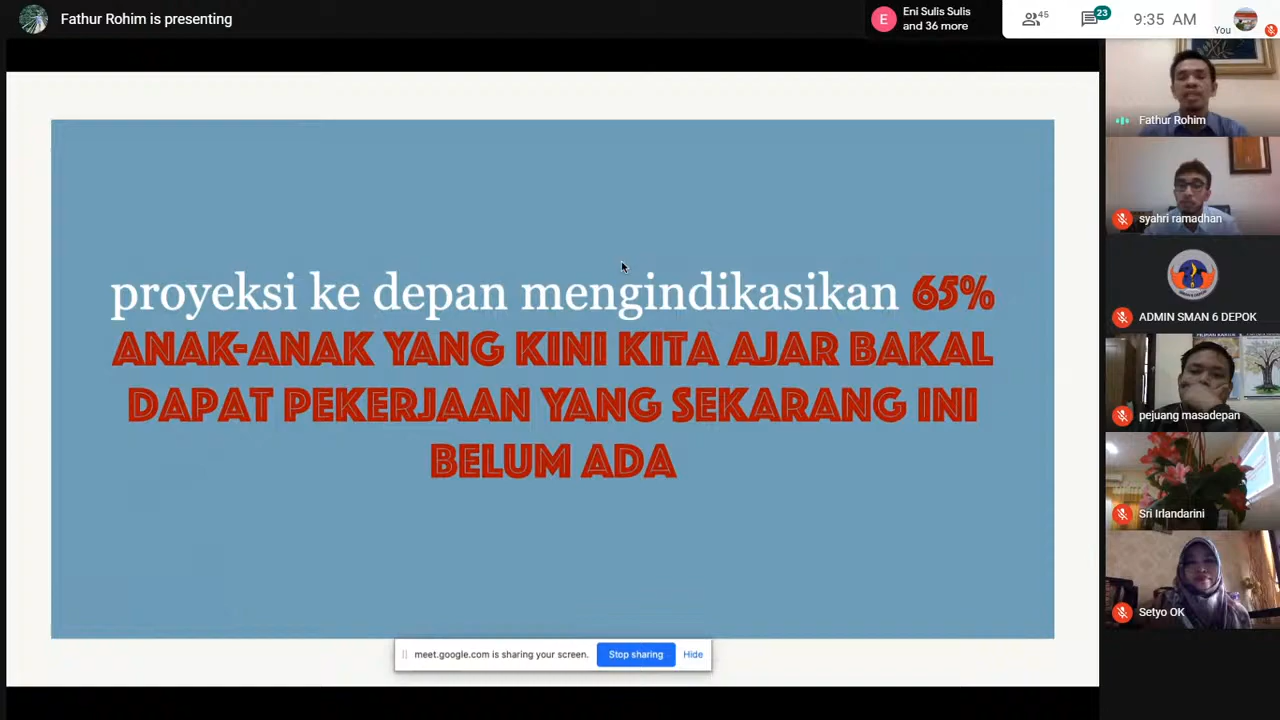 Fathur Rohim is presenting
Eni Sulis Sulis
and 36 more
45
23
9:35 AM
You
proyeksi ke depan mengindikasikan 65%
ANAK-ANAK YANG KINI KITA AJAR BAKAL
DAPAT PEKERJAAN YANG SEKARANG INI
BELUM ADA
meet.google.com is sharing your screen.
Stop sharing
Hide
Fathur Rohim
syahri ramadhan
ADMIN SMAN 6 DEPOK
pejuang masadepan
Sri Irlandarini
Setyo OK